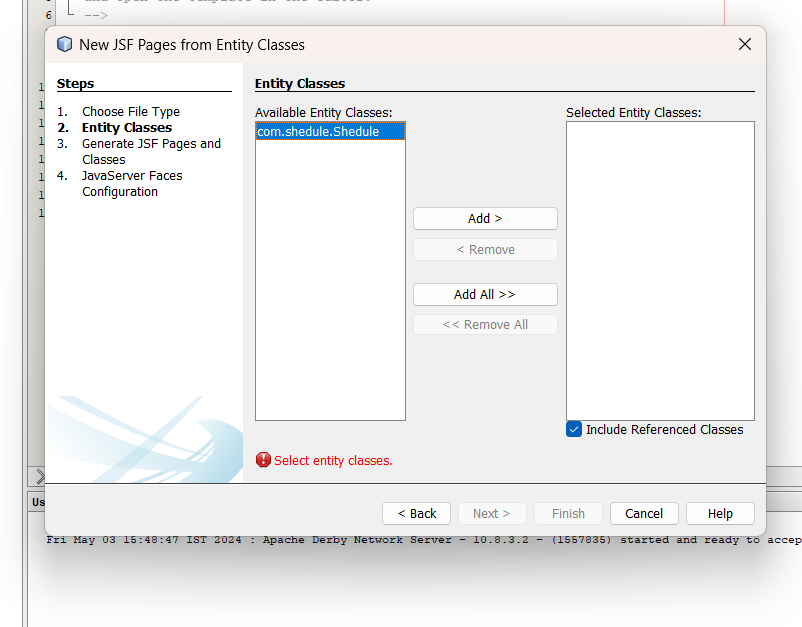 6
-->
New JSF Pages from Entity Classes
Steps
1. Choose File Type
2. Entity Classes
3. Generate JSF Pages and
Classes
4. JavaServer Faces
Configuration
Entity Classes
Available Entity Classes:
com.shedule.Shedule
Add >
< Remove
Add All >>
<< Remove All
Selected Entity Classes:
Include Referenced Classes
Select entity classes.
< Back
Next >
Finish
Cancel
Help
Us
Fri May 03 15:48:47 IST 2024 : Apache Derby Network Server - 10.8.3.2 - (1557835) started and ready to accep